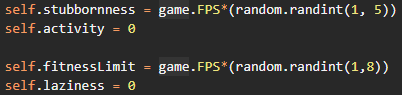 self.stubbornness = game.FPS*(random.randint(1, 5))
self.activity = 0
self.fitnessLimit = game.FPS*(random.randint(1,8))
self.laziness = 0